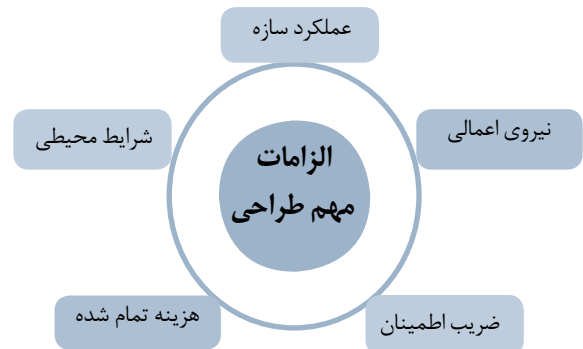 عملکرد سازه
نیروی اعمالی
شرایط محیطی
الزامات
مهم طراحی
ضریب اطمینان
هزینه تمام شده